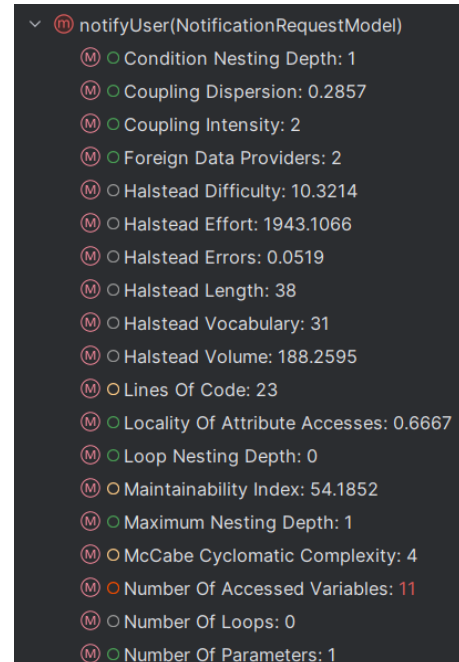 notifyUser(NotificationRequestModel)
Condition Nesting Depth: 1
Coupling Dispersion: 0.2857
Coupling Intensity: 2
Foreign Data Providers: 2
Halstead Difficulty: 10.3214
Halstead Effort: 1943.1066
Halstead Errors: 0.0519
Halstead Length: 38
Halstead Vocabulary: 31
Halstead Volume: 188.2595
Lines Of Code: 23
Locality Of Attribute Accesses: 0.6667
Loop Nesting Depth: 0
Maintainability Index: 54.1852
Maximum Nesting Depth: 1
McCabe Cyclomatic Complexity: 4
Number Of Accessed Variables: 11
Number Of Loops: 0
Number Of Parameters: 1